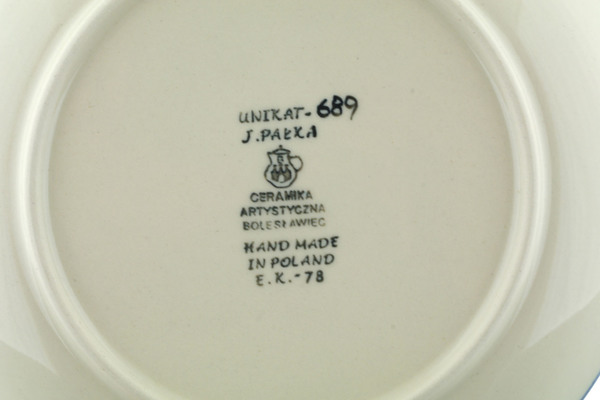 UNIKAT-689
J. PAŁKA
CERAMIKA
ARTYSTYCZNA
BOLESŁAWIEC
HAND MADE
IN POLAND
E.K.-78